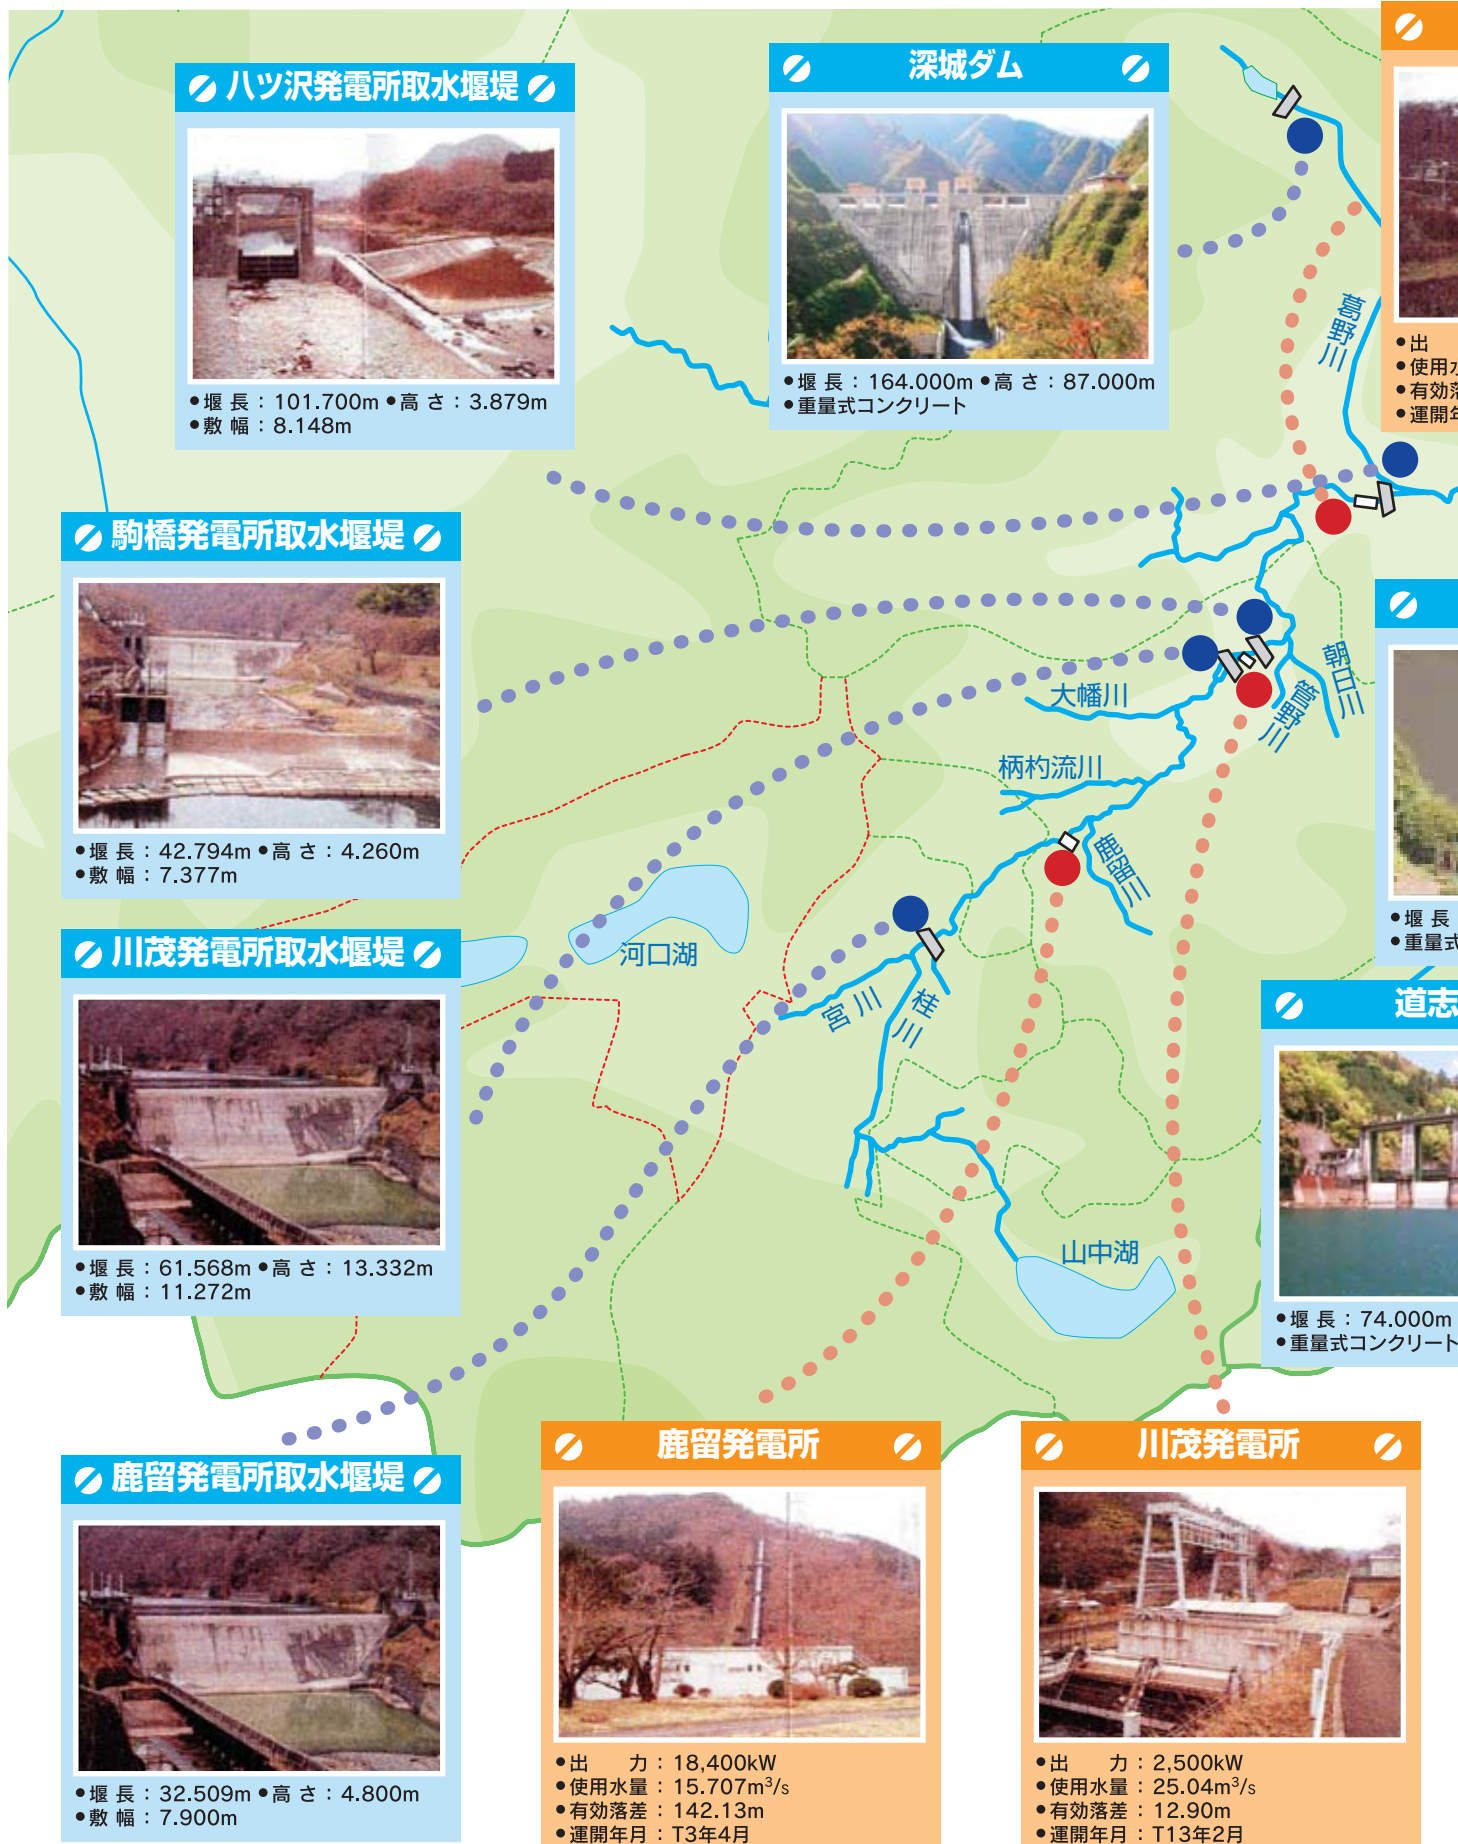 八ツ沢発電所取水堰堤
●堰 長：101.700m ●高 さ：3.879m
●敷 幅：8.148m
深城ダム
●堰 長：164.000m ●高 さ：87.000m
●重量式コンクリート
●出
●使用水
●有効落
●運開年
葛野川
駒橋発電所取水堰堤
●堰 長：42.794m ●高 さ：4.260m
●敷 幅：7.377m
大幡川
管野川
朝日川
柄杓流川
鹿留川
●堰 長
●重量式
川茂発電所取水堰堤
●堰 長：61.568m ●高 さ：13.332m
●敷 幅：11.272m
河口湖
宮川
桂川
山中湖
道志
●堰 長：74.000m
●重量式コンクリート
鹿留発電所取水堰堤
●堰 長：32.509m ●高 さ：4.800m
●敷 幅：7.900m
鹿留発電所
●出　力：18,400kW
●使用水量：15.707m³/s
●有効落差：142.13m
●運開年月：T3年4月
川茂発電所
●出　力：2,500kW
●使用水量：25.04m³/s
●有効落差：12.90m
●運開年月：T13年2月